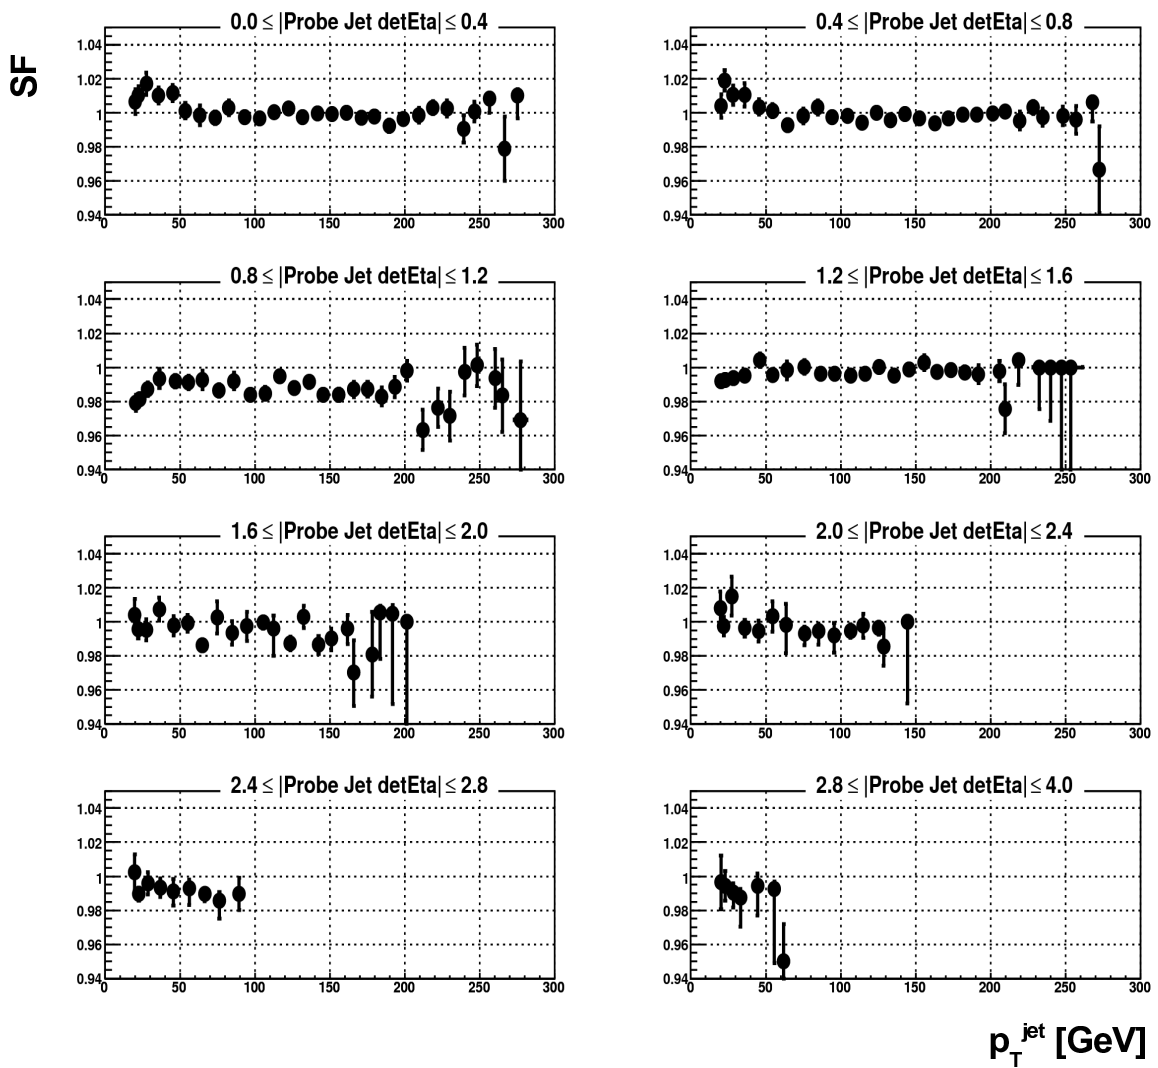 SF
0.0 ≤ |Probe Jet detEta| ≤ 0.4
1.04
1.02
1
0.98
0.96
0.94
0 50 100 150 200 250 300
0.4 ≤ |Probe Jet detEta| ≤ 0.8
1.04
1.02
1
0.98
0.96
0.94
0 50 100 150 200 250 300
0.8 ≤ |Probe Jet detEta| ≤ 1.2
1.04
1.02
1
0.98
0.96
0.94
0 50 100 150 200 250 300
1.2 ≤ |Probe Jet detEta| ≤ 1.6
1.04
1.02
1
0.98
0.96
0.94
0 50 100 150 200 250 300
1.6 ≤ |Probe Jet detEta| ≤ 2.0
1.04
1.02
1
0.98
0.96
0.94
0 50 100 150 200 250 300
2.0 ≤ |Probe Jet detEta| ≤ 2.4
1.04
1.02
1
0.98
0.96
0.94
0 50 100 150 200 250 300
2.4 ≤ |Probe Jet detEta| ≤ 2.8
1.04
1.02
1
0.98
0.96
0.94
0 50 100 150 200 250 300
2.8 ≤ |Probe Jet detEta| ≤ 4.0
1.04
1.02
1
0.98
0.96
0.94
0 50 100 150 200 250 300
p_T^jet [GeV]